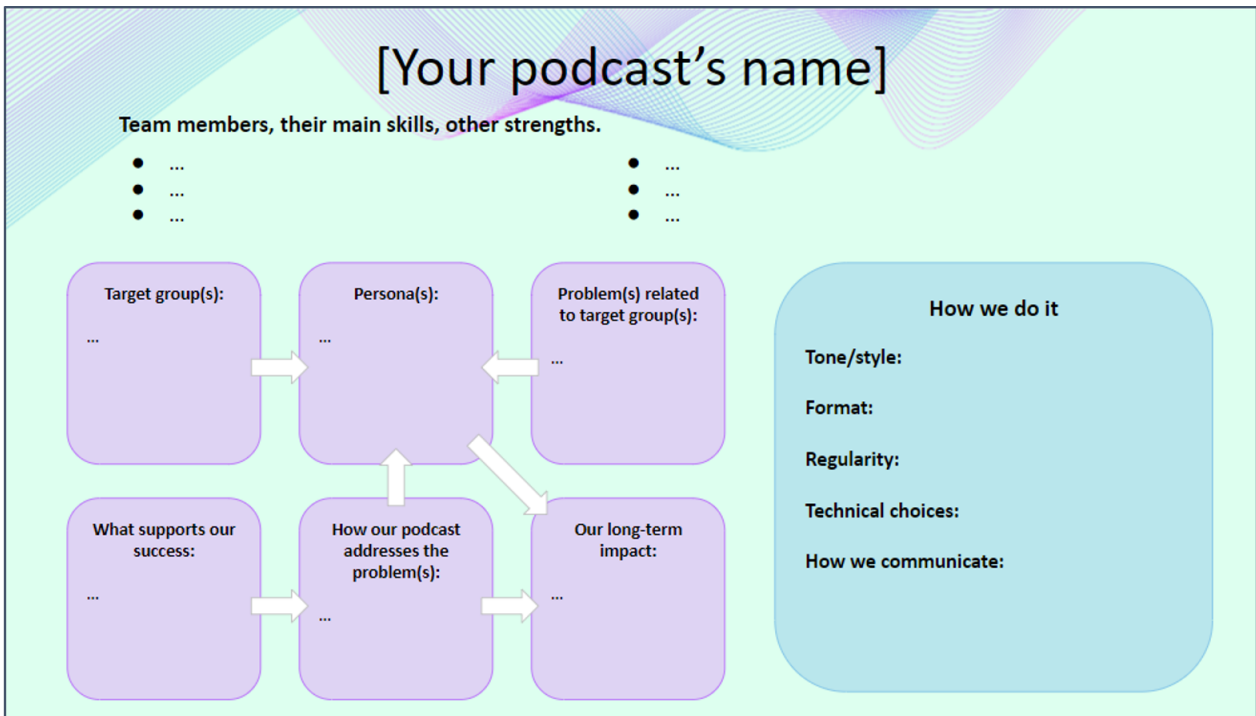 [Your podcast’s name]
Team members, their main skills, other strengths.
● ...
● ...
● ...
● ...
● ...
● ...
Target group(s):
...
Persona(s):
...
Problem(s) related
to target group(s):
...
What supports our
success:
...
How our podcast
addresses the
problem(s):
...
Our long-term
impact:
...
How we do it
Tone/style:
Format:
Regularity:
Technical choices:
How we communicate: